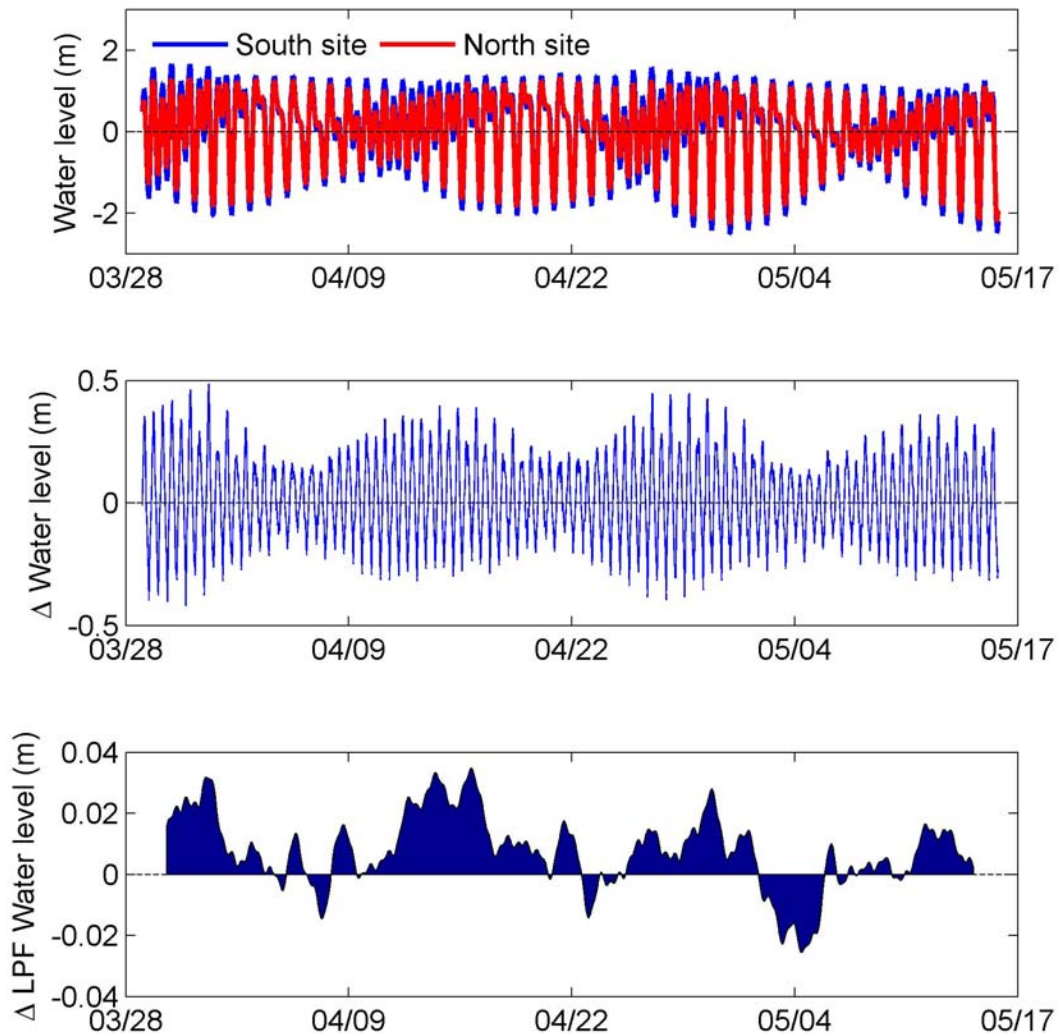 Water level (m)
2
0
-2
South site North site
03/28 04/09 04/22 05/04 05/17
Δ Water level (m)
0.5
0
-0.5
03/28 04/09 04/22 05/04 05/17
Δ LPF Water level (m)
0.04
0.02
0
-0.02
-0.04
03/28 04/09 04/22 05/04 05/17